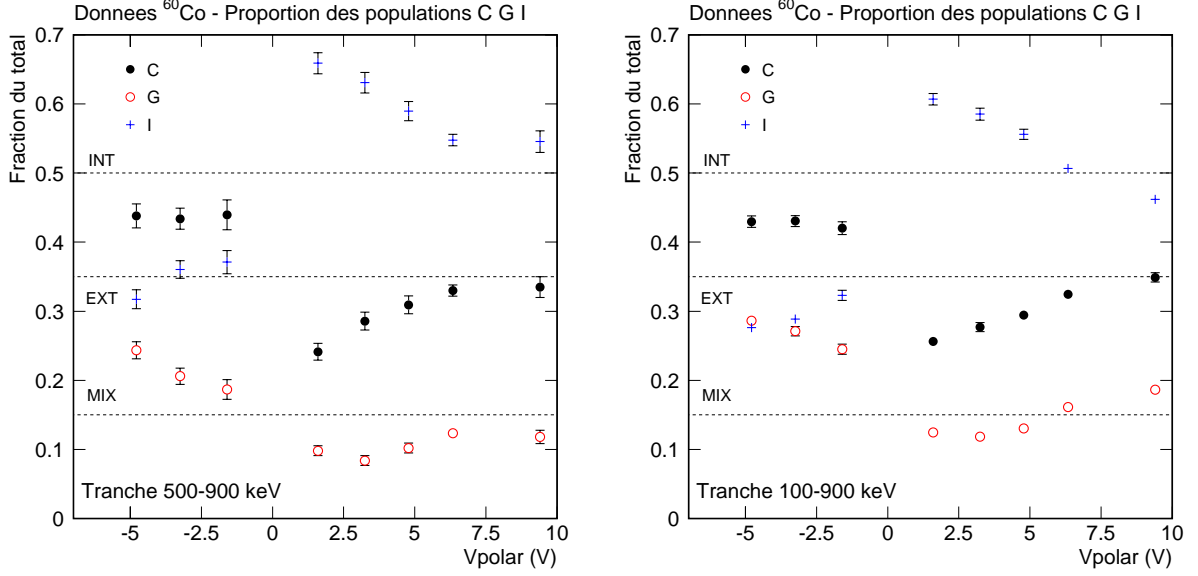 Donnees 60Co - Proportion des populations C G I
Fraction du total
0.7
0.6
0.5
0.4
0.3
0.2
0.1
0
C
G
I
INT
EXT
MIX
Tranche 500-900 keV
-5 -2.5 0 2.5 5 7.5 10
Vpolar (V)
Donnees 60Co - Proportion des populations C G I
Fraction du total
0.7
0.6
0.5
0.4
0.3
0.2
0.1
0
C
G
I
INT
EXT
MIX
Tranche 100-900 keV
-5 -2.5 0 2.5 5 7.5 10
Vpolar (V)